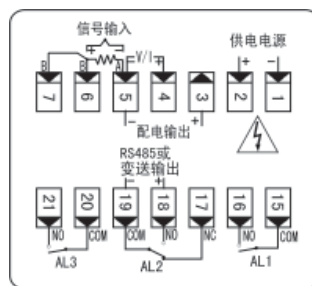 信号输入
供电电源
B B A V/I + + -
7 6 5 4 3 2 1
- 配电输出 +
RS485或
变送输出
- +
21 20 19 18 17 16 15
NO COM COM NO NC NO COM
AL3 AL2 AL1